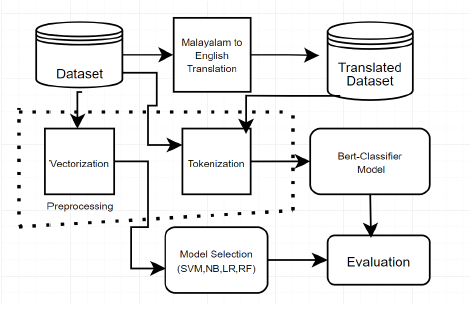 Dataset
Malayalam to
English
Translation
Translated
Dataset
Vectorization
Tokenization
Bert-Classifier
Model
Preprocessing
Model Selection
(SVM,NB,LR,RF)
Evaluation